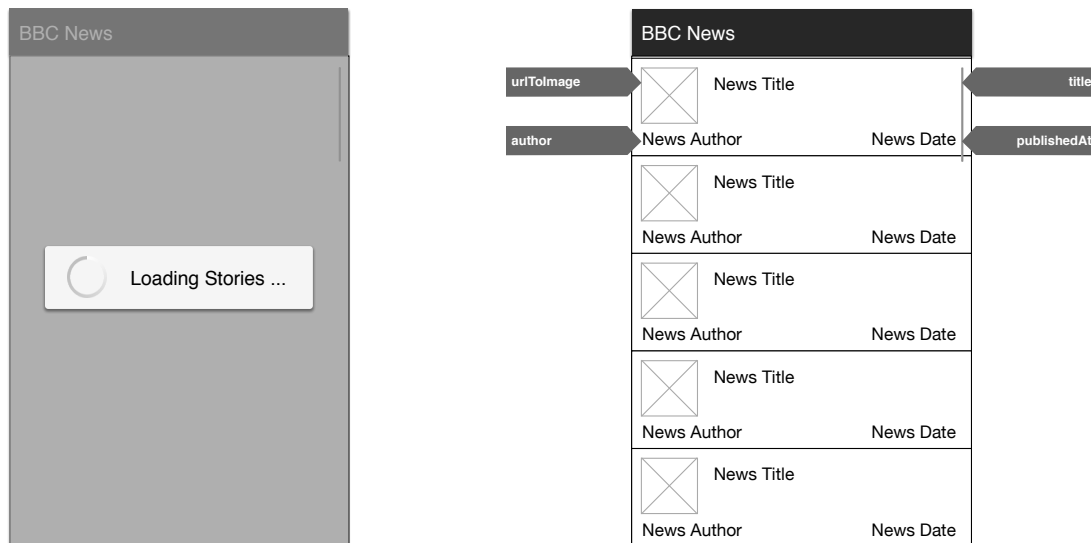 BBC News
Loading Stories ...
BBC News
urlToImage
News Title
title
author
News Author
News Date
publishedAt
News Title
News Author
News Date
News Title
News Author
News Date
News Title
News Author
News Date
News Title
News Author
News Date